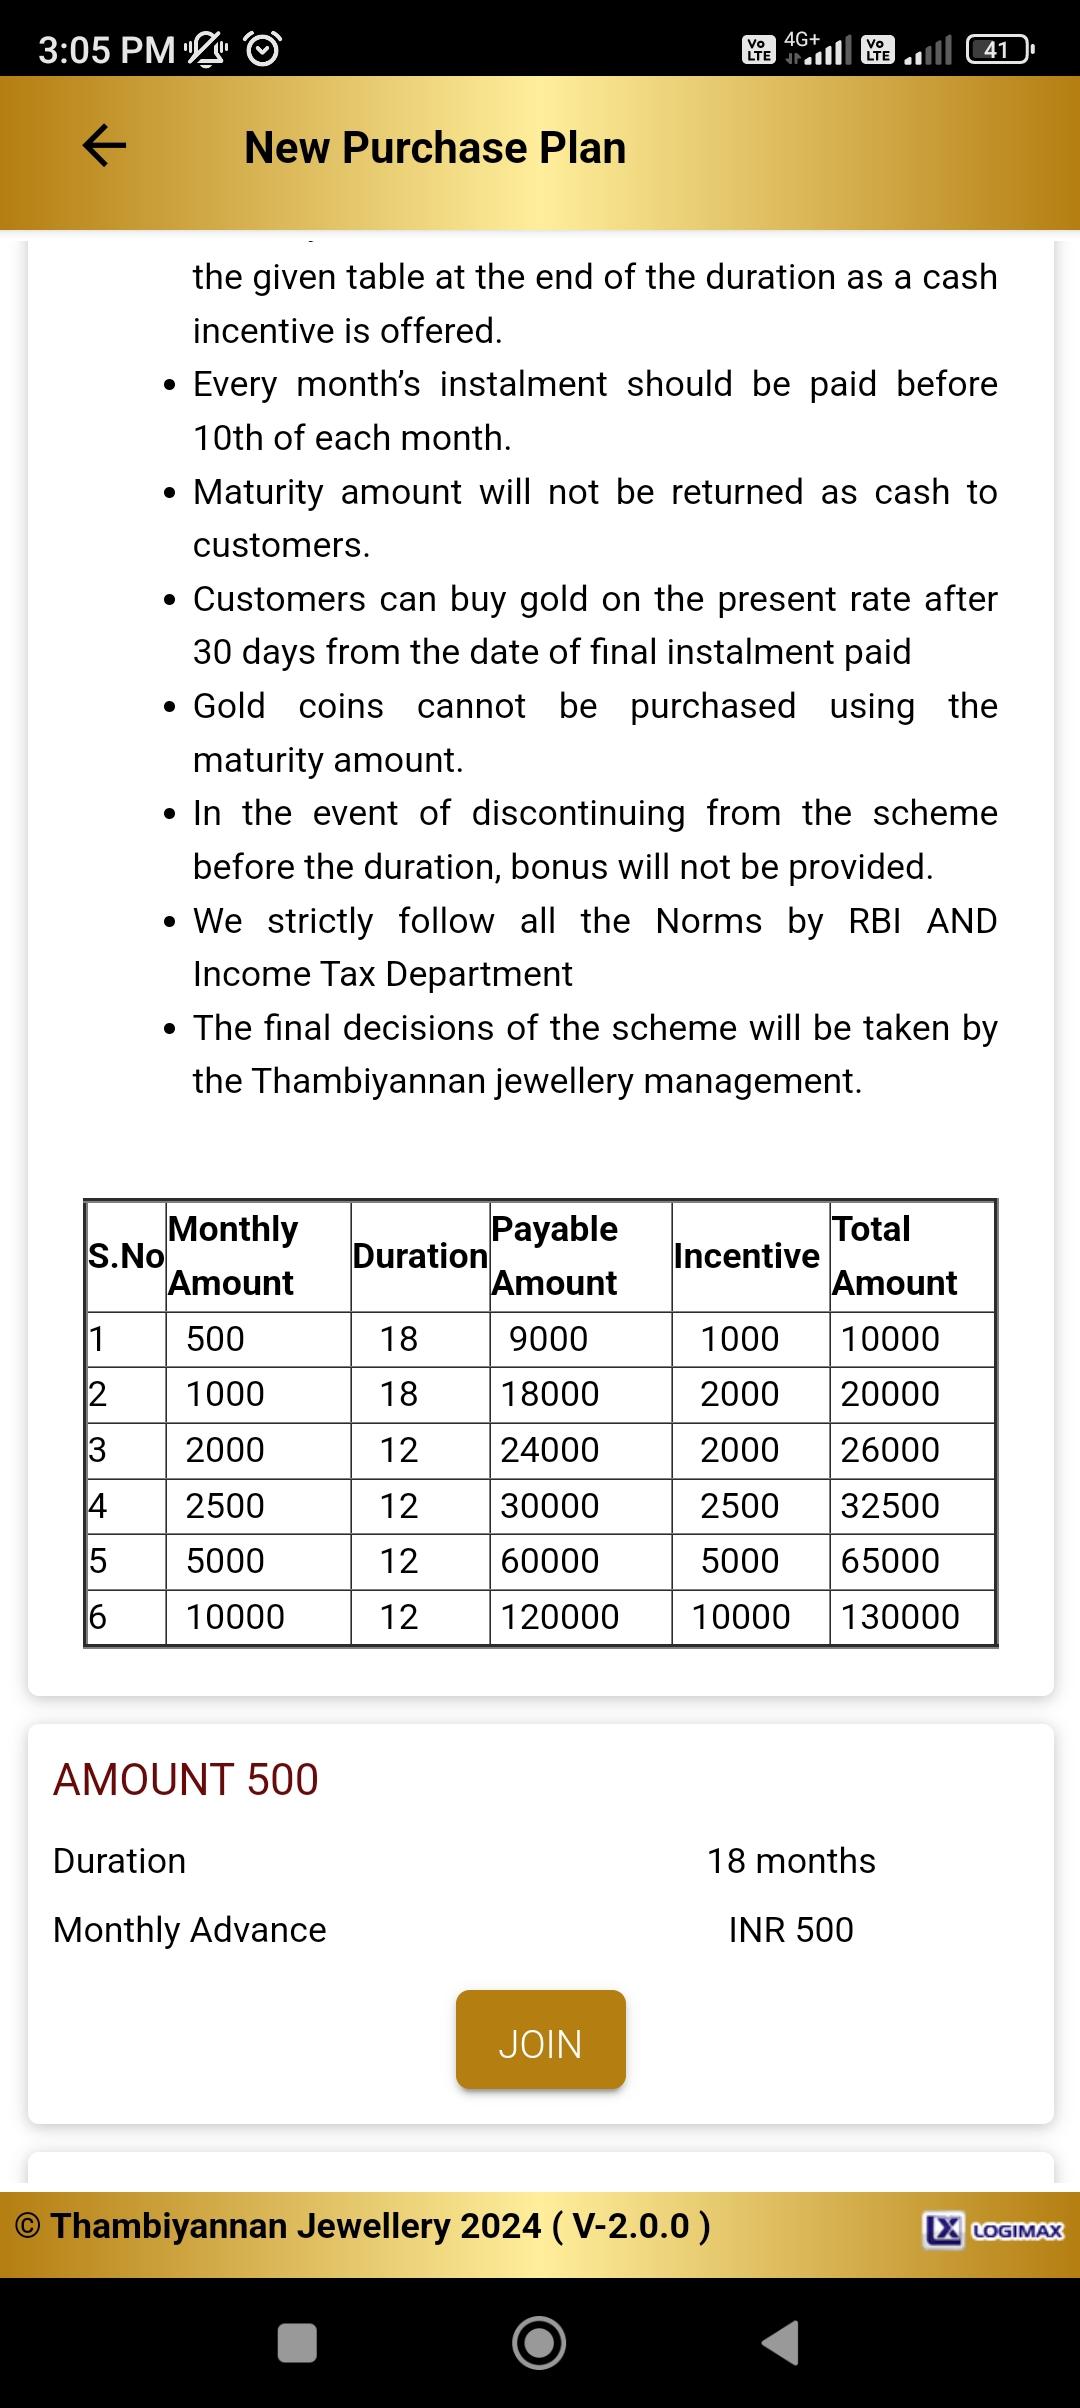 3:05 PM
Vo LTE 4G+ Vo LTE 41
New Purchase Plan
the given table at the end of the duration as a cash
incentive is offered.
• Every month’s instalment should be paid before
10th of each month.
• Maturity amount will not be returned as cash to
customers.
• Customers can buy gold on the present rate after
30 days from the date of final instalment paid
• Gold coins cannot be purchased using the
maturity amount.
• In the event of discontinuing from the scheme
before the duration, bonus will not be provided.
• We strictly follow all the Norms by RBI AND
Income Tax Department
• The final decisions of the scheme will be taken by
the Thambiyannan jewellery management.
S.No Monthly Amount Duration Payable Amount Incentive Total Amount
1 500 18 9000 1000 10000
2 1000 18 18000 2000 20000
3 2000 12 24000 2000 26000
4 2500 12 30000 2500 32500
5 5000 12 60000 5000 65000
6 10000 12 120000 10000 130000
AMOUNT 500
Duration 18 months
Monthly Advance INR 500
JOIN
© Thambiyannan Jewellery 2024 ( V-2.0.0 )
LX LOGIMAX